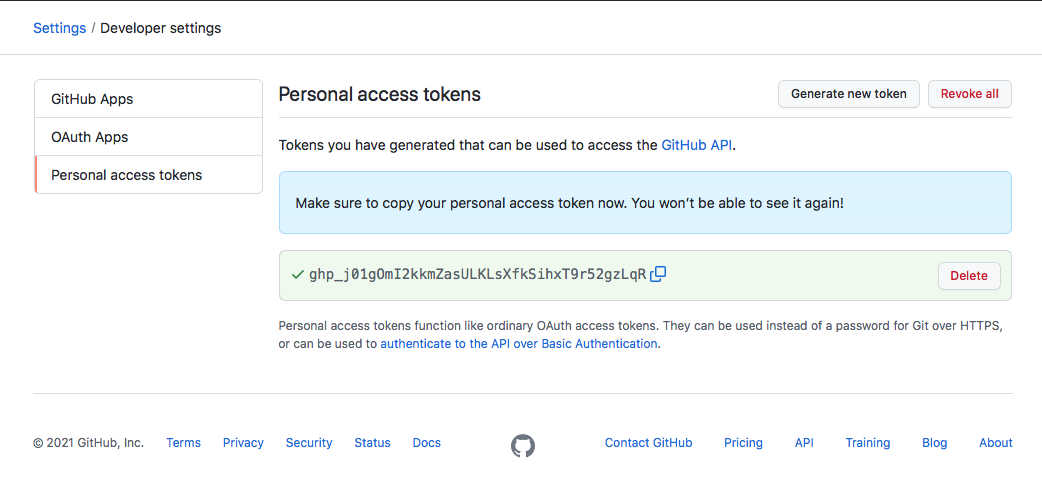 Settings / Developer settings
GitHub Apps
OAuth Apps
Personal access tokens
Personal access tokens
Generate new token
Revoke all
Tokens you have generated that can be used to access the GitHub API.
Make sure to copy your personal access token now. You won’t be able to see it again!
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
Delete
Personal access tokens function like ordinary OAuth access tokens. They can be used instead of a password for Git over HTTPS,
or can be used to authenticate to the API over Basic Authentication.
© 2021 GitHub, Inc.
Terms
Privacy
Security
Status
Docs
Contact GitHub
Pricing
API
Training
Blog
About